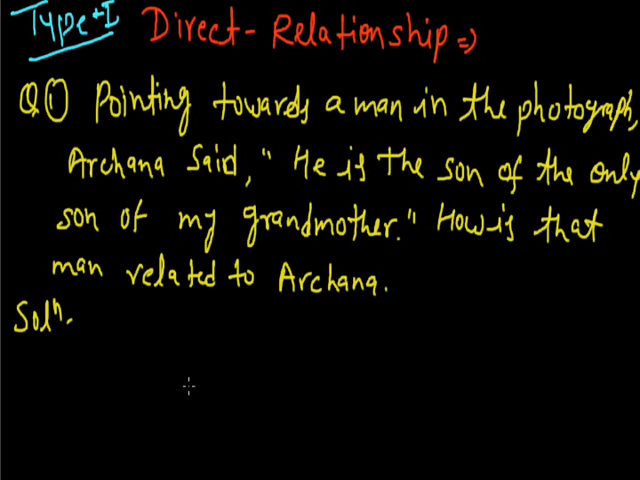 Type-I Direct-Relationship ⇒
Q① Pointing towards a man in the photograph,
Archana Said, " He is the son of the only
son of my grandmother." How is that
man related to Archana.
Solⁿ.